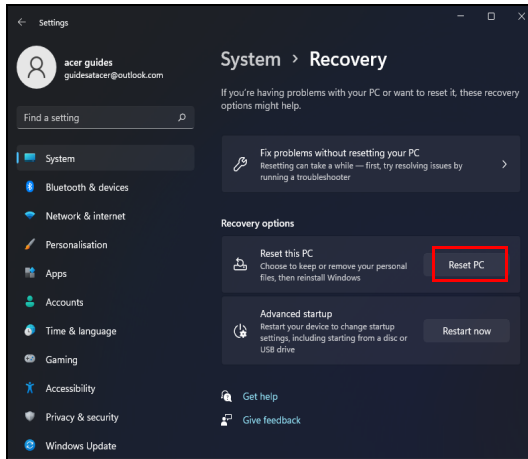 Settings
acer guides
guidesatacer@outlook.com
Find a setting
System
Bluetooth & devices
Network & internet
Personalisation
Apps
Accounts
Time & language
Gaming
Accessibility
Privacy & security
Windows Update
System > Recovery
If you're having problems with your PC or want to reset it, these recovery
options might help.
Fix problems without resetting your PC
Resetting can take a while — first, try resolving issues by
running a troubleshooter
Recovery options
Reset this PC
Choose to keep or remove your personal
files, then reinstall Windows
Reset PC
Advanced startup
Restart your device to change startup
settings, including starting from a disc or
USB drive
Restart now
Get help
Give feedback